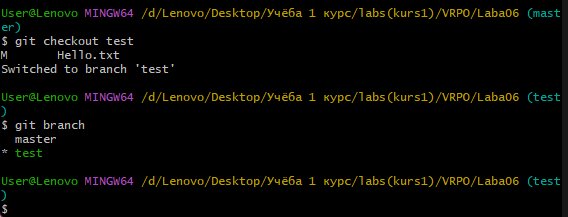 User@Lenovo MINGW64 /d/Lenovo/Desktop/Учёба 1 курс/labs(kurs1)/VRPO/Laba06 (mast
er)
$ git checkout test
M       Hello.txt
Switched to branch 'test'
User@Lenovo MINGW64 /d/Lenovo/Desktop/Учёба 1 курс/labs(kurs1)/VRPO/Laba06 (test
)
$ git branch
  master
* test
User@Lenovo MINGW64 /d/Lenovo/Desktop/Учёба 1 курс/labs(kurs1)/VRPO/Laba06 (test
)
$